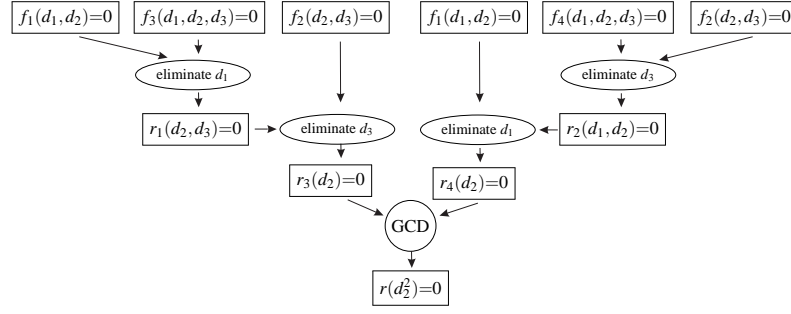 f₁(d₁,d₂)=0 f₃(d₁,d₂,d₃)=0 f₂(d₂,d₃)=0 f₁(d₁,d₂)=0 f₄(d₁,d₂,d₃)=0 f₂(d₂,d₃)=0
eliminate d₁ eliminate d₃
r₁(d₂,d₃)=0 eliminate d₃ eliminate d₁ r₂(d₁,d₂)=0
r₃(d₂)=0 r₄(d₂)=0
GCD
r(d₂²)=0